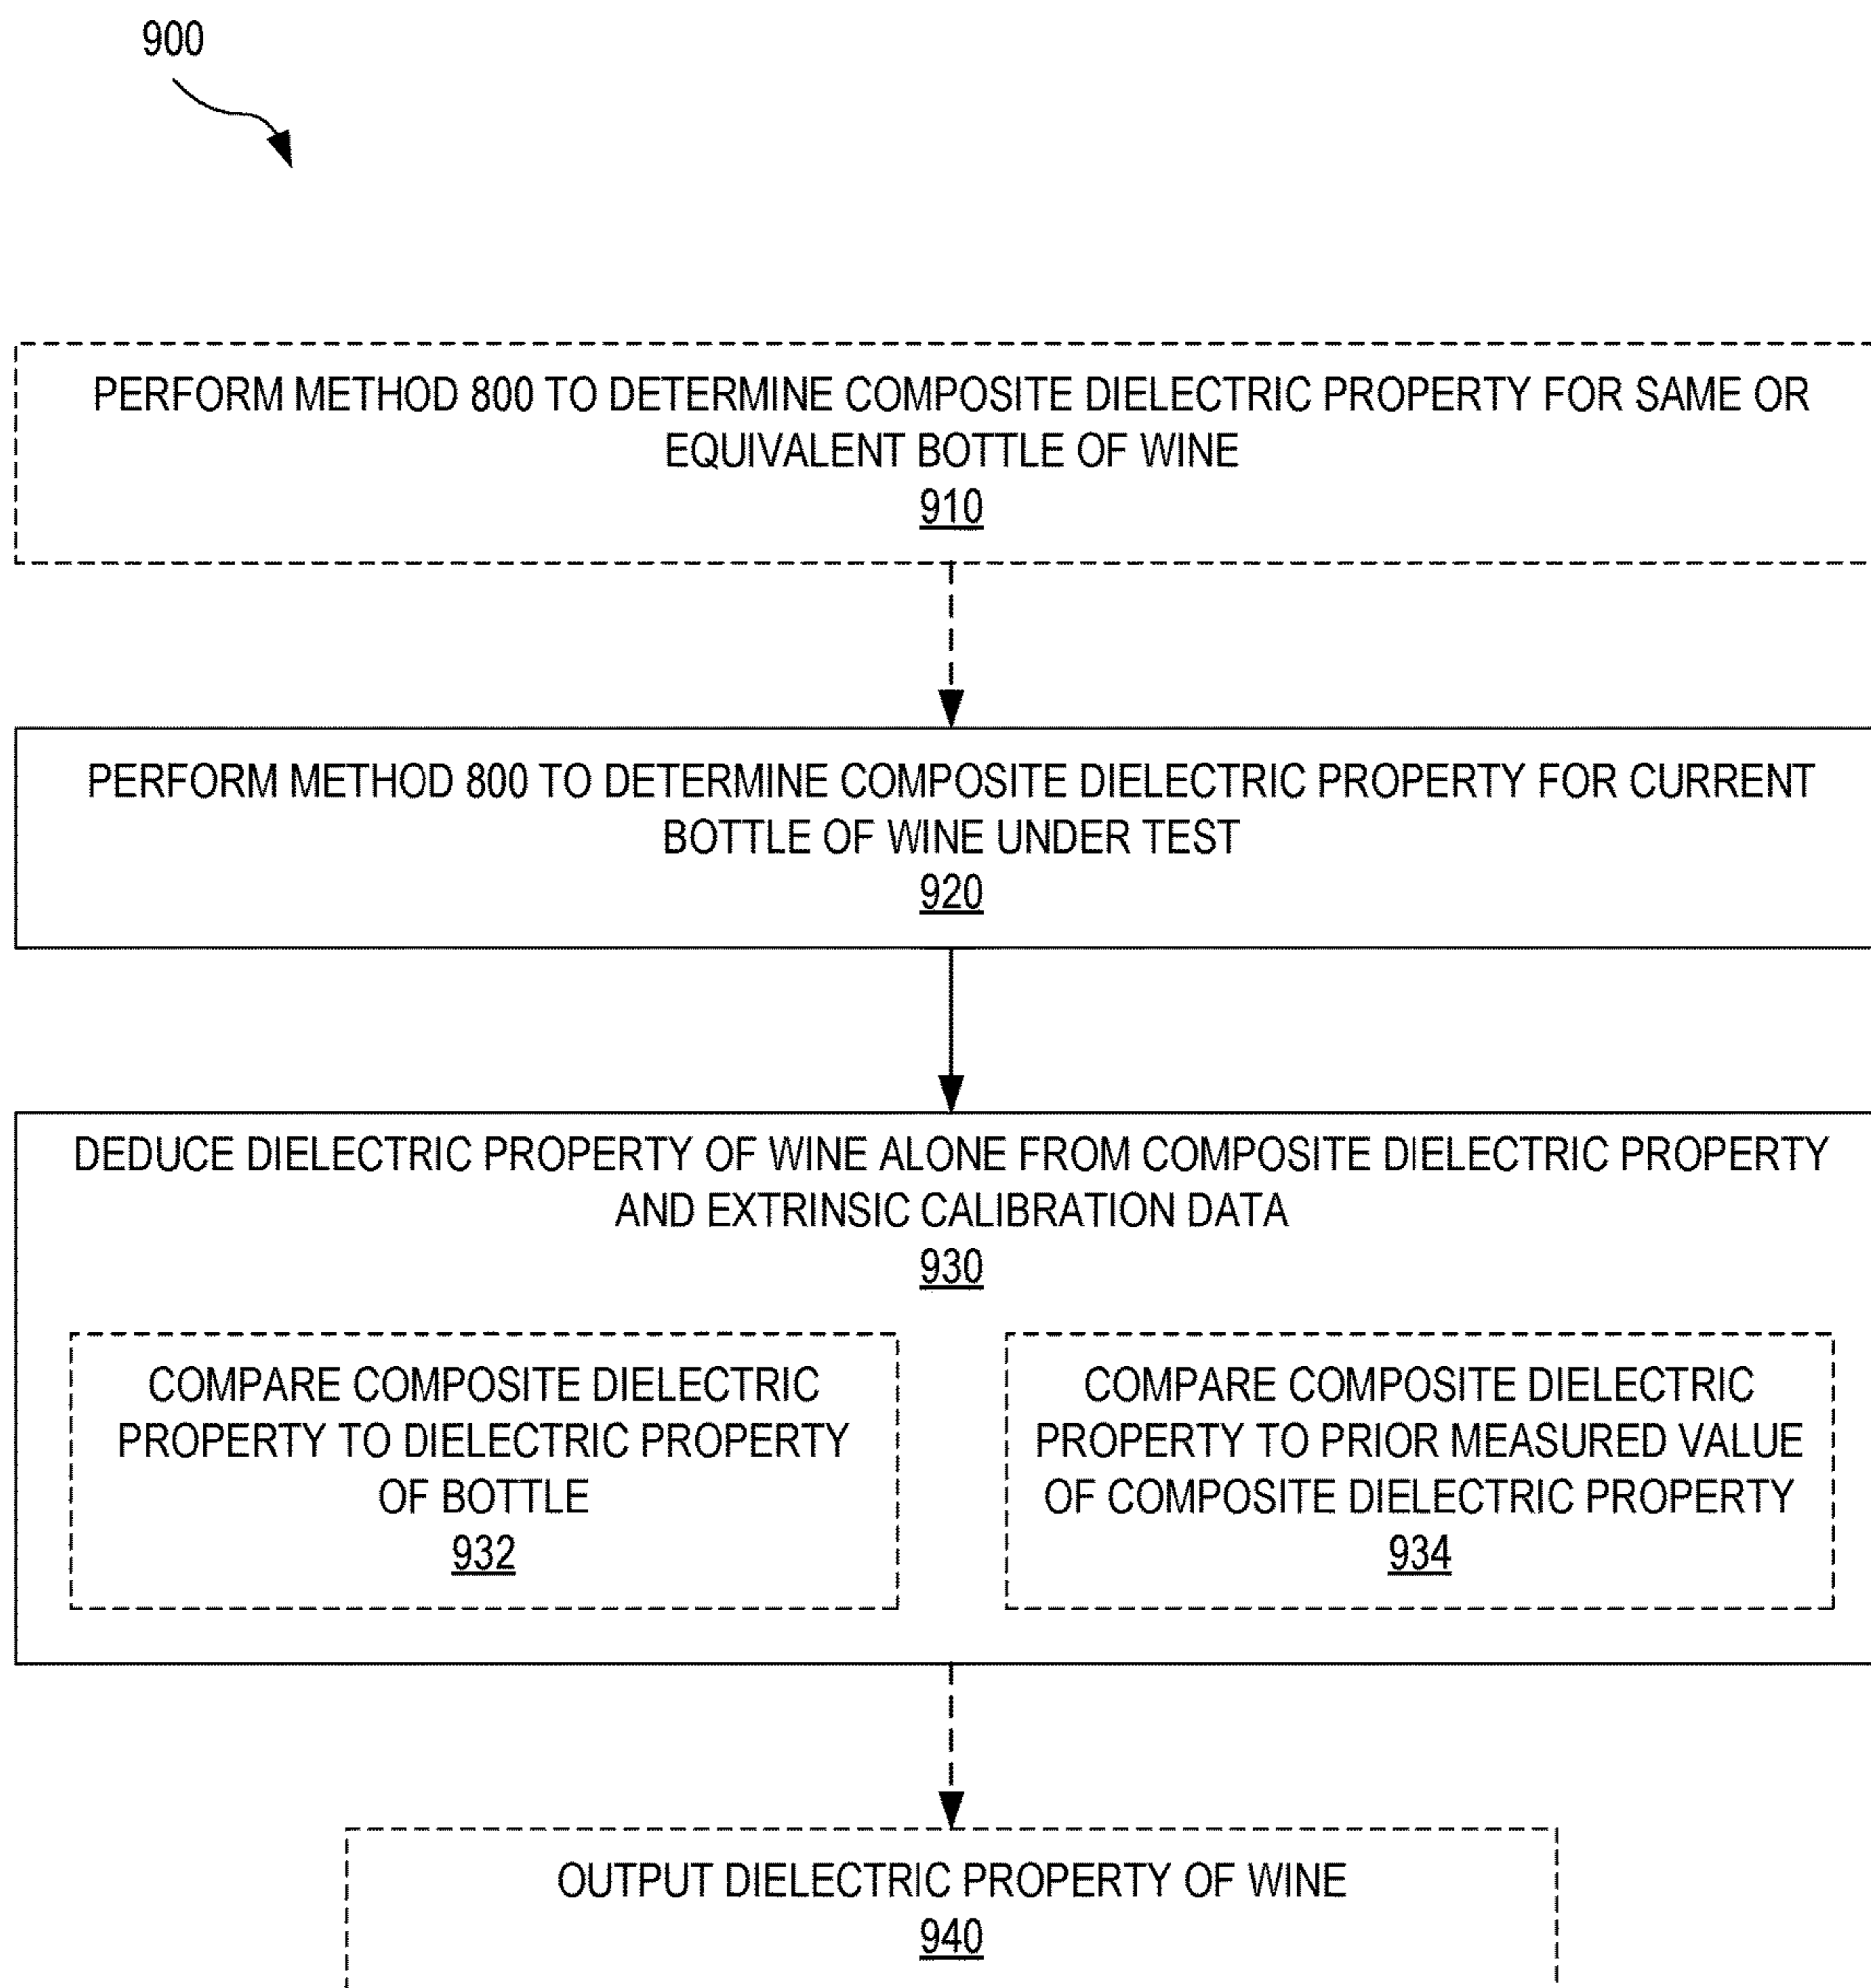 900
PERFORM METHOD 800 TO DETERMINE COMPOSITE DIELECTRIC PROPERTY FOR SAME OR
EQUIVALENT BOTTLE OF WINE
910
PERFORM METHOD 800 TO DETERMINE COMPOSITE DIELECTRIC PROPERTY FOR CURRENT
BOTTLE OF WINE UNDER TEST
920
DEDUCE DIELECTRIC PROPERTY OF WINE ALONE FROM COMPOSITE DIELECTRIC PROPERTY
AND EXTRINSIC CALIBRATION DATA
930
COMPARE COMPOSITE DIELECTRIC
PROPERTY TO DIELECTRIC PROPERTY
OF BOTTLE
932
COMPARE COMPOSITE DIELECTRIC
PROPERTY TO PRIOR MEASURED VALUE
OF COMPOSITE DIELECTRIC PROPERTY
934
OUTPUT DIELECTRIC PROPERTY OF WINE
940